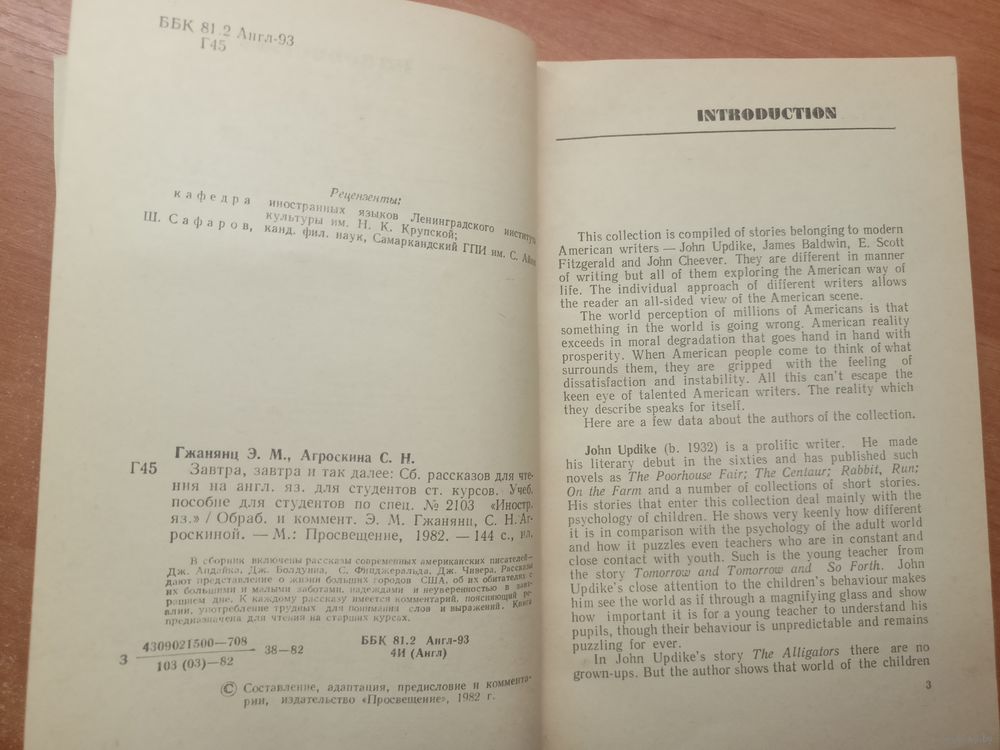 ББК 81.2 Англ-93
Г45
Рецензенты:
кафедра иностранных языков Ленинградского института
культуры им. Н. К. Крупской;
Ш. Сафаров, канд. фил. наук, Самаркандский ГПИ им. С.
Гжанянц Э. М., Агроскина С. Н.
Г45 Завтра, завтра и так далее: Сб. рассказов для чте-
ния на англ. яз. для студентов ст. курсов. Учеб.
пособие для студентов по спец. № 2103 «Иностр.
яз.» / Обраб. и коммент. Э. М. Гжанянц, С. Н. Аг-
роскиной. — М.: Просвещение, 1982. — 144 с., ил.
В сборник включены рассказы современных американских писателей—
Дж. Апдайка, Дж. Болдуина, С. Фицджеральда, Дж. Чивера. Рассказы
дают представление о жизни больших городов США, об их обитателях с
их большими и малыми заботами, надеждами и неуверенностью в завт-
рашнем дне. К каждому рассказу имеется комментарий, поясняющий ре-
алии, употребление трудных для понимания слов и выражений. Книга
предназначена для чтения на старших курсах.
З 4309021500—708
103 (03)—82
38—82
ББК 81.2 Англ-93
4И (Англ)
© Составление, адаптация, предисловие и коммента-
рии, издательство «Просвещение», 1982 г.
INTRODUCTION
This collection is compiled of stories belonging to modern
American writers — John Updike, James Baldwin, E. Scott
Fitzgerald and John Cheever. They are different in manner
of writing but all of them exploring the American way of
life. The individual approach of different writers allows
the reader an all-sided view of the American scene.
The world perception of millions of Americans is that
something in the world is going wrong. American reality
exceeds in moral degradation that goes hand in hand with
prosperity. When American people come to think of what
surrounds them, they are gripped with the feeling of
dissatisfaction and instability. All this can't escape the
keen eye of talented American writers. The reality which
they describe speaks for itself.
Here are a few data about the authors of the collection.
John Updike (b. 1932) is a prolific writer. He made
his literary debut in the sixties and has published such
novels as The Poorhouse Fair; The Centaur; Rabbit, Run;
On the Farm and a number of collections of short stories.
His stories that enter this collection deal mainly with the
psychology of children. He shows very keenly how different
it is in comparison with the psychology of the adult world
and how it puzzles even teachers who are in constant and
close contact with youth. Such is the young teacher from
the story Tomorrow and Tomorrow and So Forth. John
Updike's close attention to the children's behaviour makes
him see the world as if through a magnifying glass and show
how important it is for a young teacher to understand his
pupils, though their behaviour is unpredictable and remains
puzzling for ever.
In John Updike's story The Alligators there are no
grown-ups. But the author shows that world of the children
3